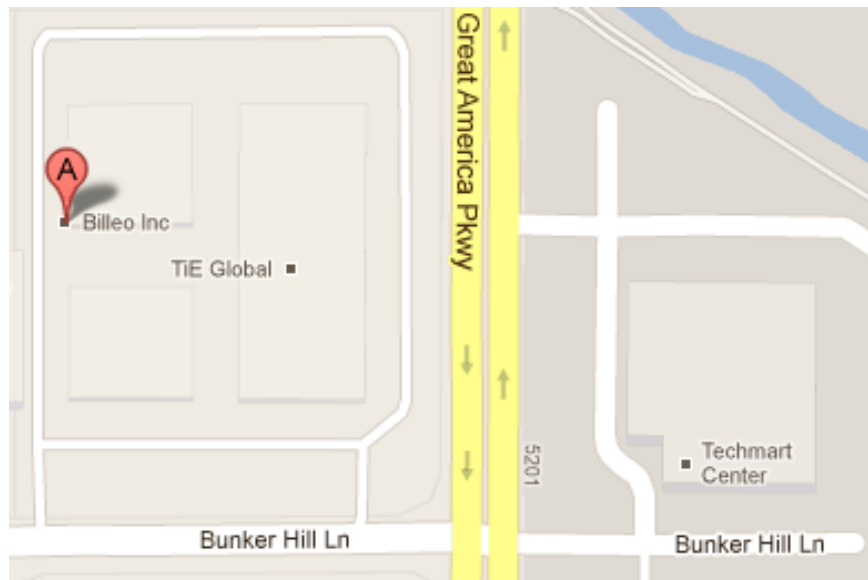 Great America Pkwy
A
Billeo Inc
TiE Global
5201
Techmart
Center
Bunker Hill Ln
Bunker Hill Ln